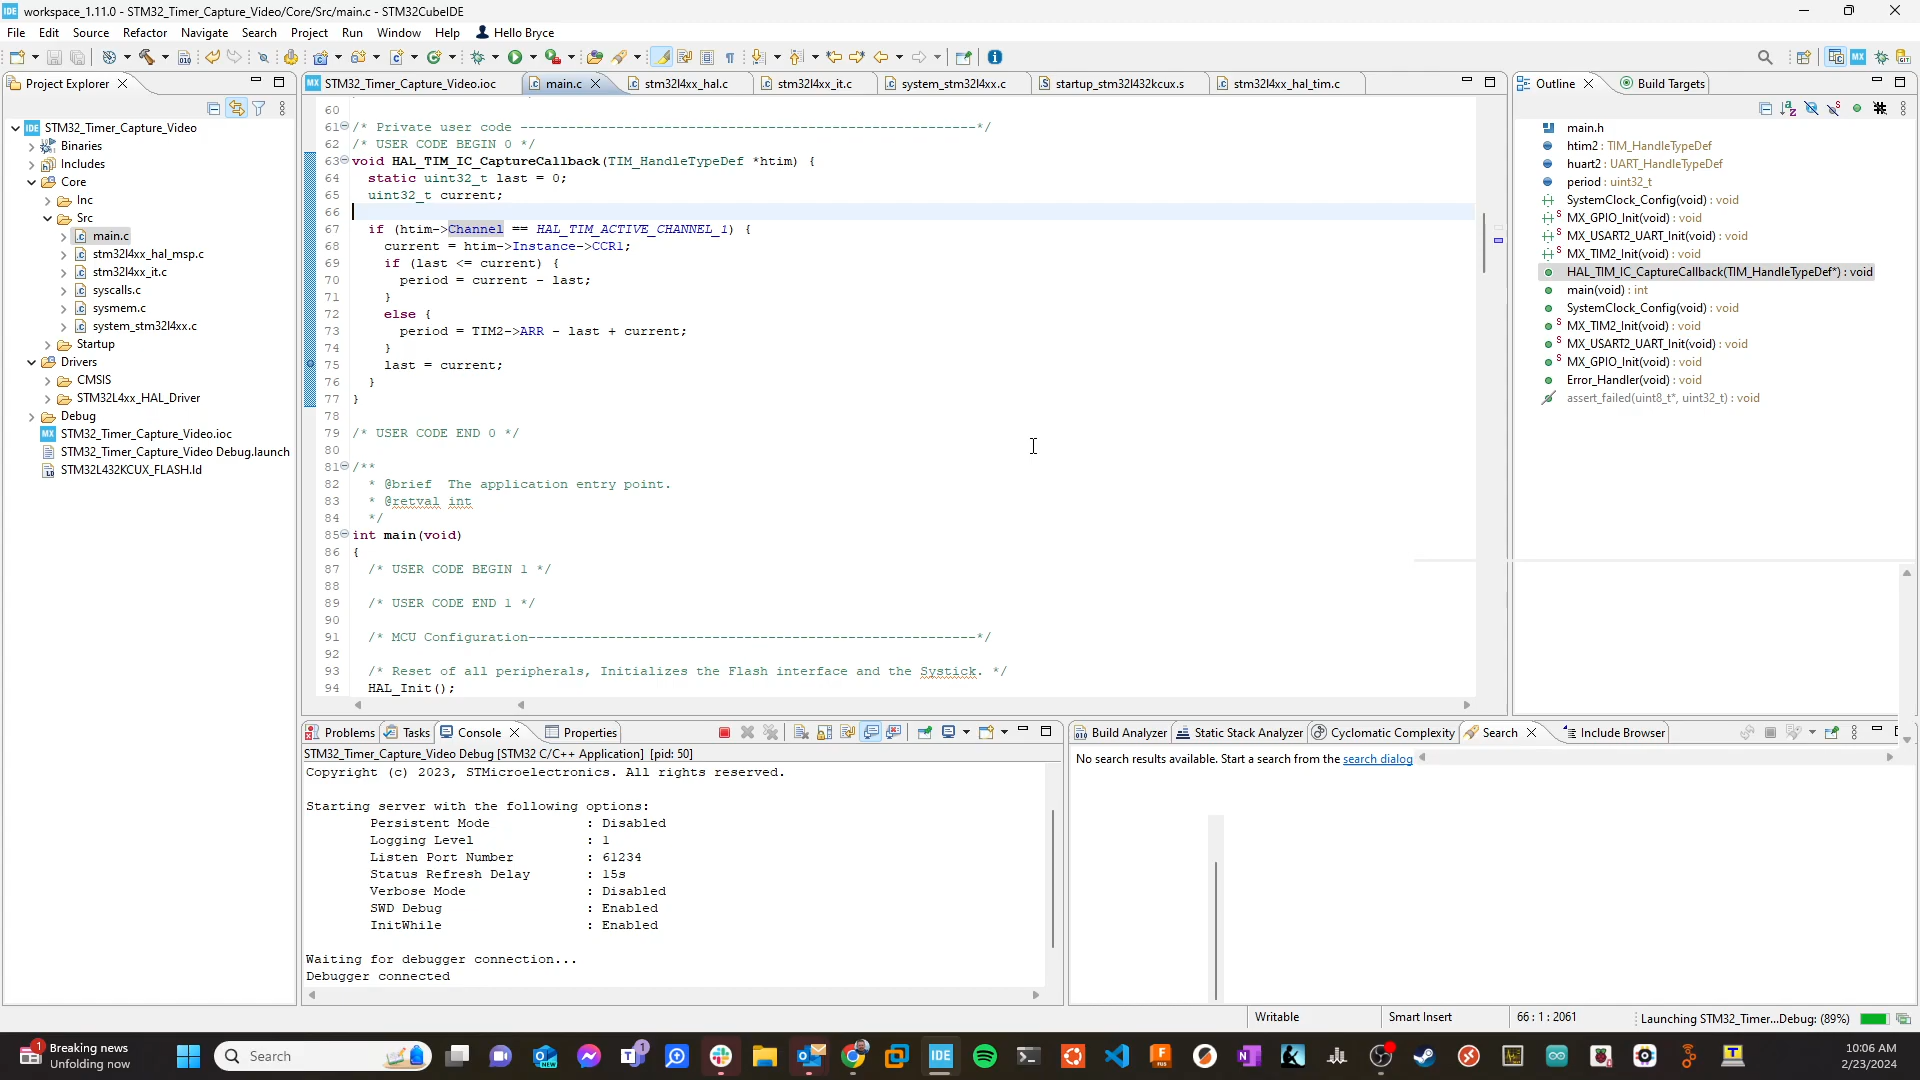 workspace_1.11.0 - STM32_Timer_Capture_Video/Core/Src/main.c - STM32CubeIDE
File Edit Source Refactor Navigate Search Project Run Window Help Hello Bryce
Project Explorer
STM32_Timer_Capture_Video
Binaries
Includes
Core
Inc
Src
main.c
stm32l4xx_hal_msp.c
stm32l4xx_it.c
syscalls.c
sysmem.c
system_stm32l4xx.c
Startup
Drivers
CMSIS
STM32L4xx_HAL_Driver
Debug
STM32_Timer_Capture_Video.ioc
STM32_Timer_Capture_Video Debug.launch
STM32L432KCUX_FLASH.ld
STM32_Timer_Capture_Video.ioc main.c stm32l4xx_hal.c stm32l4xx_it.c system_stm32l4xx.c startup_stm32l432kcux.s stm32l4xx_hal_tim.c
60
61 /* Private user code ---------------------------------------------------------*/
62 /* USER CODE BEGIN 0 */
63 void HAL_TIM_IC_CaptureCallback(TIM_HandleTypeDef *htim) {
64   static uint32_t last = 0;
65   uint32_t current;
66
67   if (htim->Channel == HAL_TIM_ACTIVE_CHANNEL_1) {
68     current = htim->Instance->CCR1;
69     if (last <= current) {
70       period = current - last;
71     }
72     else {
73       period = TIM2->ARR - last + current;
74     }
75     last = current;
76   }
77 }
78
79 /* USER CODE END 0 */
80
81 /**
82   * @brief  The application entry point.
83   * @retval int
84   */
85 int main(void)
86 {
87   /* USER CODE BEGIN 1 */
88
89   /* USER CODE END 1 */
90
91   /* MCU Configuration--------------------------------------------------------*/
92
93   /* Reset of all peripherals, Initializes the Flash interface and the Systick. */
94   HAL_Init();
Outline Build Targets
main.h
htim2 : TIM_HandleTypeDef
huart2 : UART_HandleTypeDef
period : uint32_t
SystemClock_Config(void) : void
MX_GPIO_Init(void) : void
MX_USART2_UART_Init(void) : void
MX_TIM2_Init(void) : void
HAL_TIM_IC_CaptureCallback(TIM_HandleTypeDef*) : void
main(void) : int
SystemClock_Config(void) : void
MX_TIM2_Init(void) : void
MX_USART2_UART_Init(void) : void
MX_GPIO_Init(void) : void
Error_Handler(void) : void
assert_failed(uint8_t*, uint32_t) : void
Problems Tasks Console Properties
STM32_Timer_Capture_Video Debug [STM32 C/C++ Application] [pid: 50]
Copyright (c) 2023, STMicroelectronics. All rights reserved.
Starting server with the following options:
Persistent Mode : Disabled
Logging Level : 1
Listen Port Number : 61234
Status Refresh Delay : 15s
Verbose Mode : Disabled
SWD Debug : Enabled
InitWhile : Enabled
Waiting for debugger connection...
Debugger connected
Build Analyzer Static Stack Analyzer Cyclomatic Complexity Search Include Browser
No search results available. Start a search from the search dialog
Writable Smart Insert 66 : 1 : 2061 Launching STM32_Timer...Debug: (89%)
Breaking news
Unfolding now
Search
10:06 AM
2/23/2024